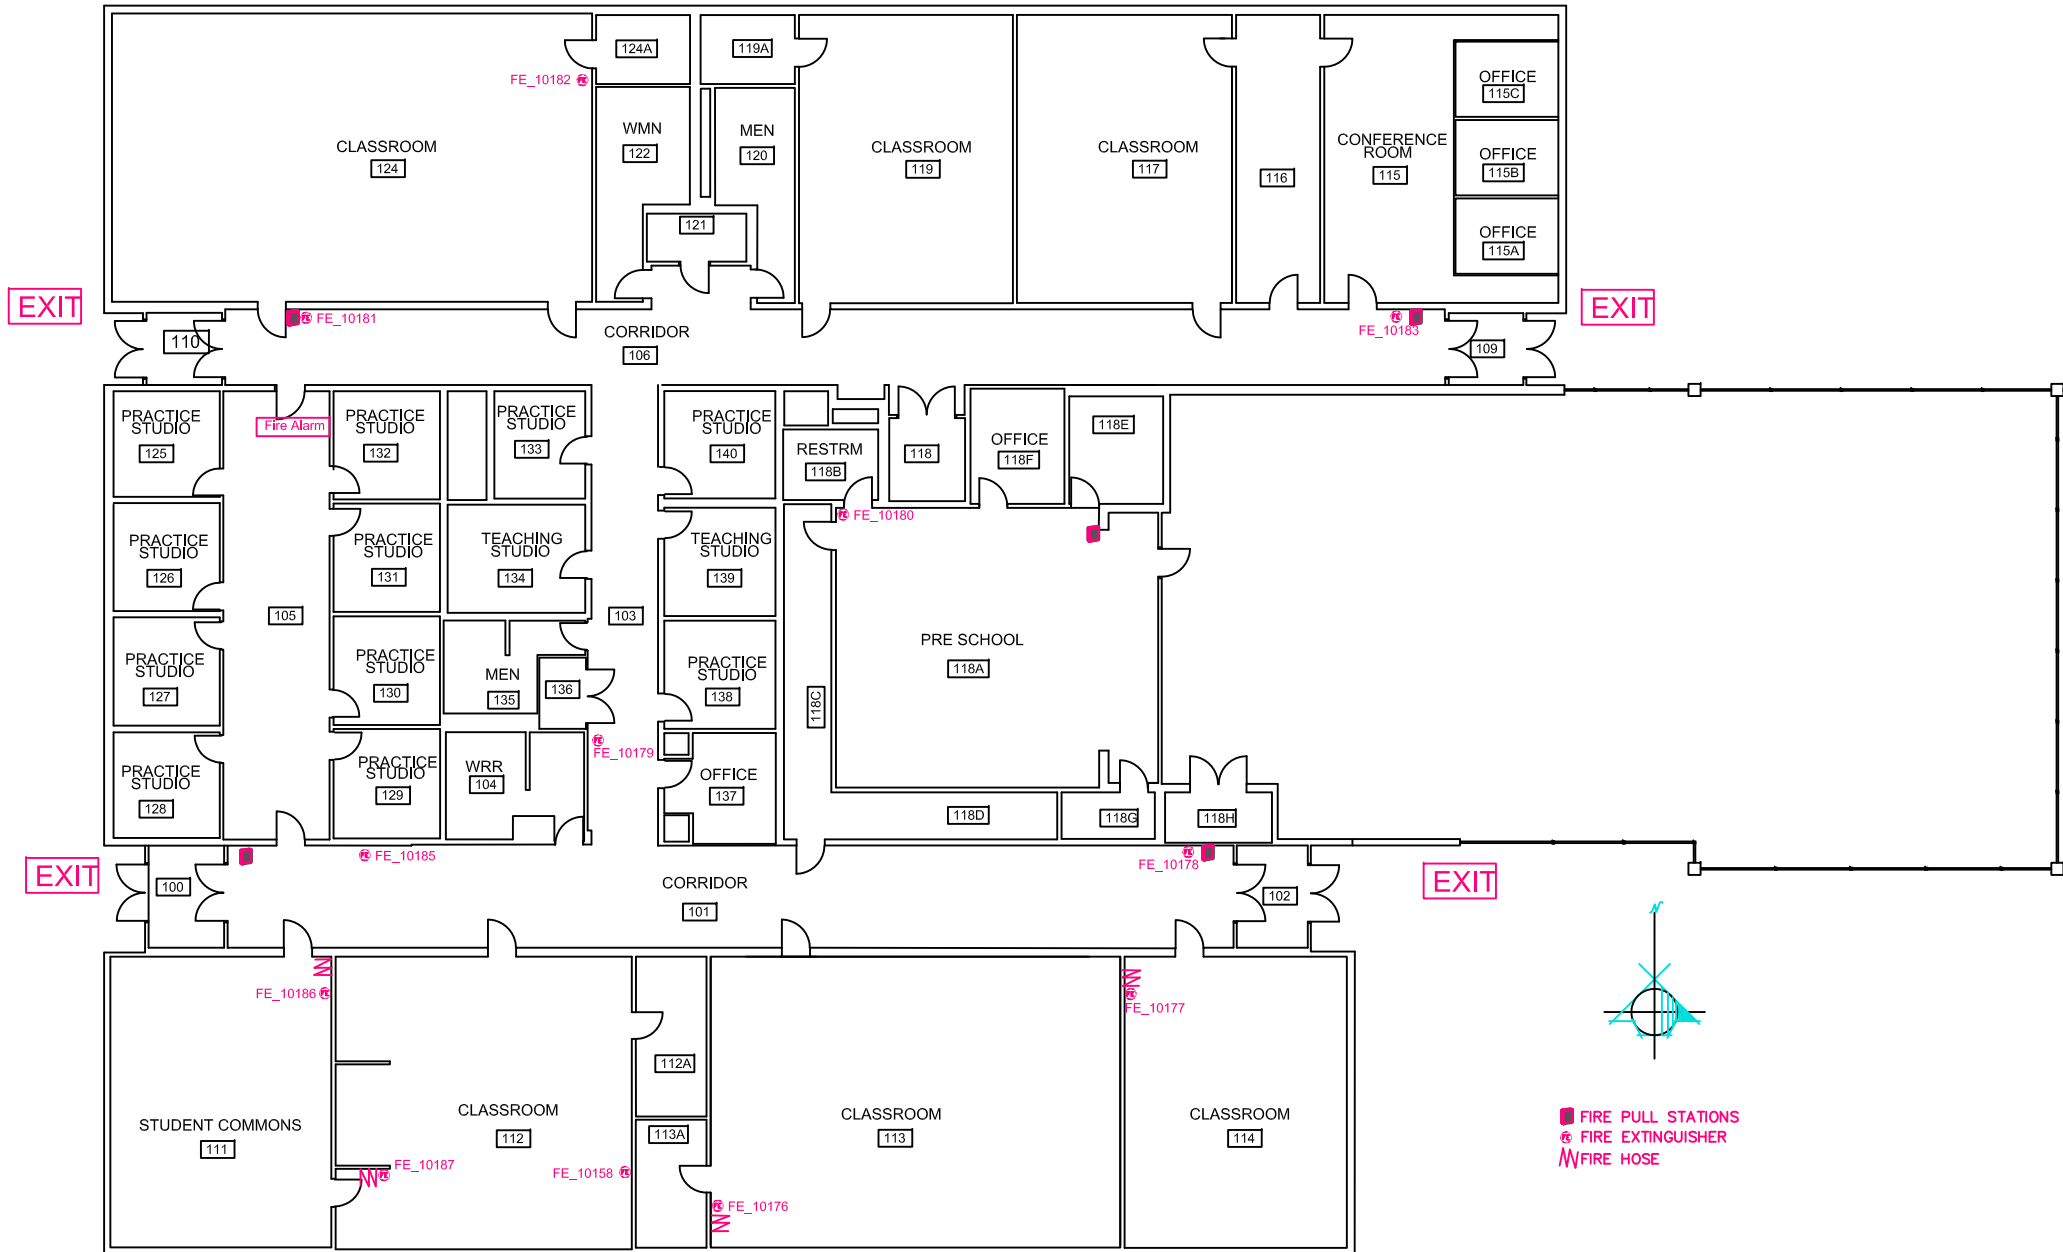 124A
119A
FE_10182
OFFICE
115C
WMN
122
MEN
120
CLASSROOM
124
CLASSROOM
119
CLASSROOM
117
CONFERENCE
ROOM
115
OFFICE
115B
116
121
OFFICE
115A
EXIT
EXIT
FE_10181
FE_10183
CORRIDOR
106
110
109
PRACTICE
STUDIO
125
Fire Alarm
PRACTICE
STUDIO
132
PRACTICE
STUDIO
133
PRACTICE
STUDIO
140
RESTRM
118B
118
OFFICE
118F
118E
FE_10180
PRACTICE
STUDIO
126
PRACTICE
STUDIO
131
TEACHING
STUDIO
134
TEACHING
STUDIO
139
105
103
PRACTICE
STUDIO
127
PRACTICE
STUDIO
130
MEN
135
136
PRACTICE
STUDIO
138
118C
PRE SCHOOL
118A
FE_10179
PRACTICE
STUDIO
128
PRACTICE
STUDIO
129
WRR
104
OFFICE
137
118D
118G
118H
EXIT
100
FE_10185
FE_10178
EXIT
CORRIDOR
101
102
N
FE_10186
FE_10177
112A
STUDENT COMMONS
111
CLASSROOM
112
113A
CLASSROOM
113
CLASSROOM
114
FE_10187
FE_10158
FE_10176
FIRE PULL STATIONS
FE FIRE EXTINGUISHER
FIRE HOSE